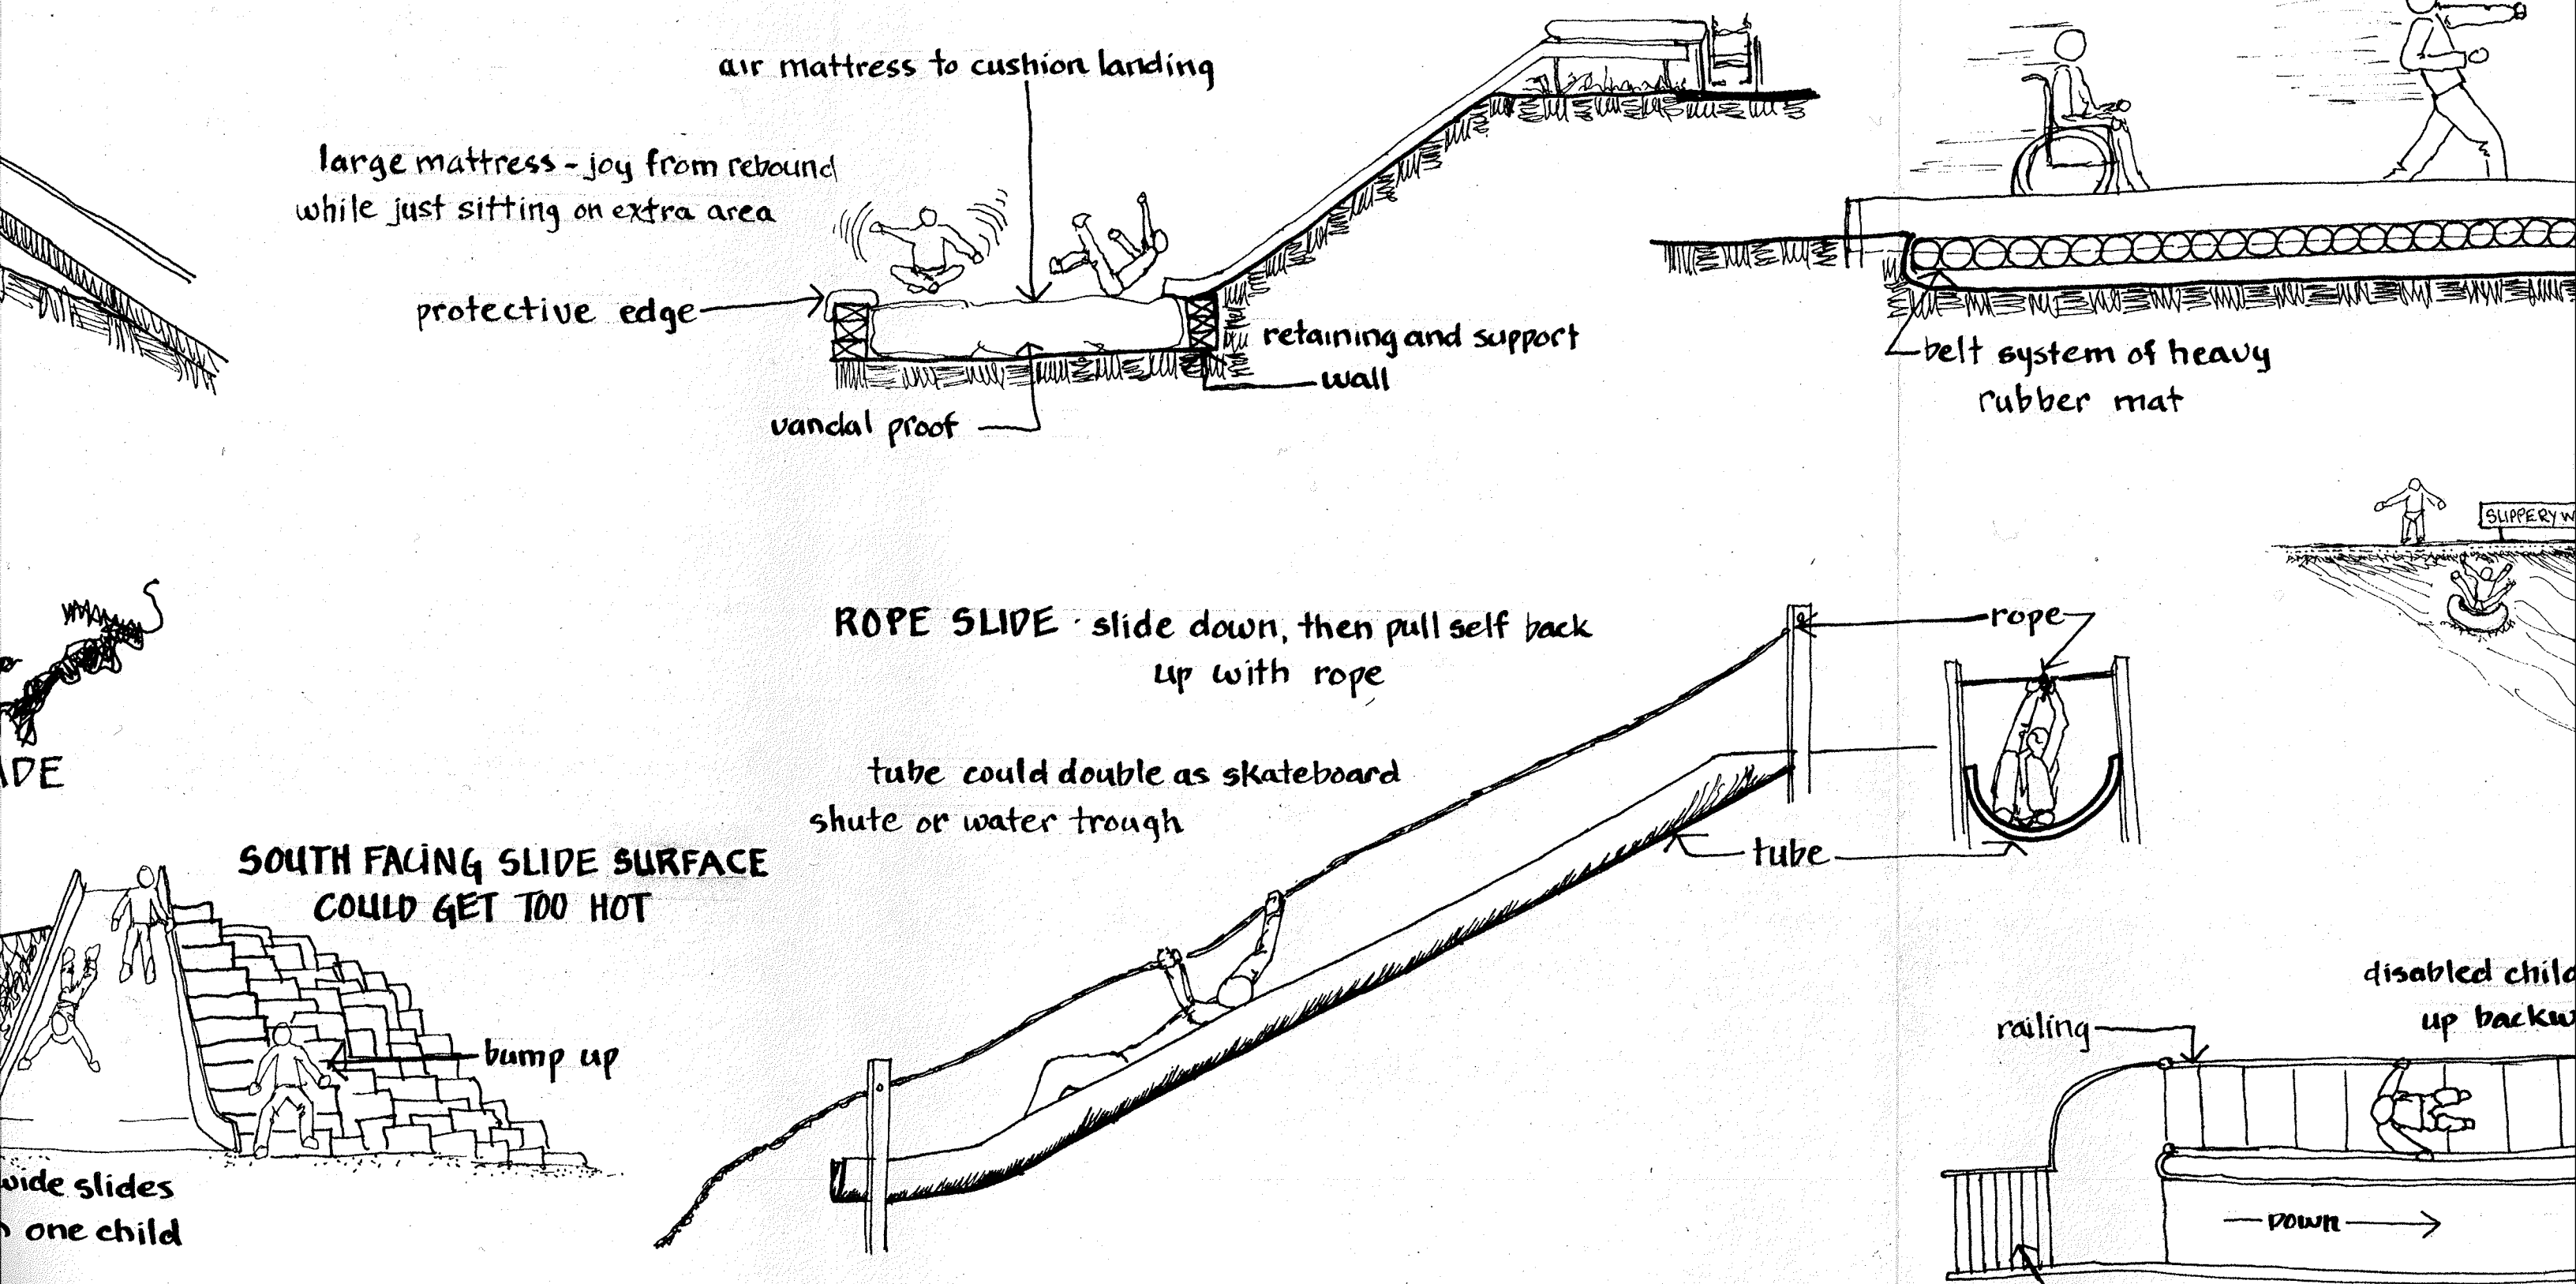 air mattress to cushion landing
large mattress - joy from rebound
while just sitting on extra area
protective edge
retaining and support
wall
vandal proof
belt system of heavy
rubber mat
SLIPPERY W
ROPE SLIDE · slide down, then pull self back
up with rope
rope
tube could double as skateboard
shute or water trough
tube
IDE
SOUTH FACING SLIDE SURFACE
COULD GET TOO HOT
bump up
wide slides
one child
disabled child
up backw
railing
DOWN